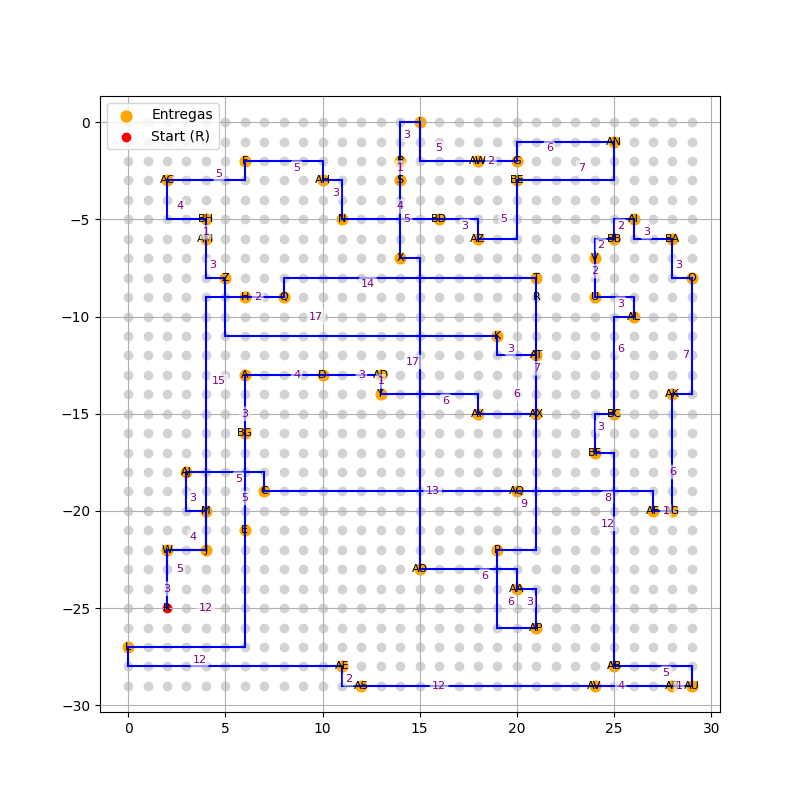 Entregas
Start (R)
0
−5
−10
−15
−20
−25
−30
0
5
10
15
20
25
30
3
5
AN
6
AW
2
G
7
F
5
5
AH
1
S
BE
AC
3
4
4
BH
N
5
BD
3
5
AZ
2
AJ
BB
3
BA
1
3
Z
X
2
V
2
3
Q
T
14
H
2
O
R
U
3
AL
17
K
3
AT
6
17
7
7
15
A
4
D
3
AD
1
Y
6
6
AK
3
AY
AX
BC
BG
3
BF
5
5
C
13
AQ
8
6
3
M
9
1
E
12
4
W
J
P
5
AO
6
AA
3
6
3
12
AP
L
12
AE
AB
5
2
AS
12
AV
4
1
AU